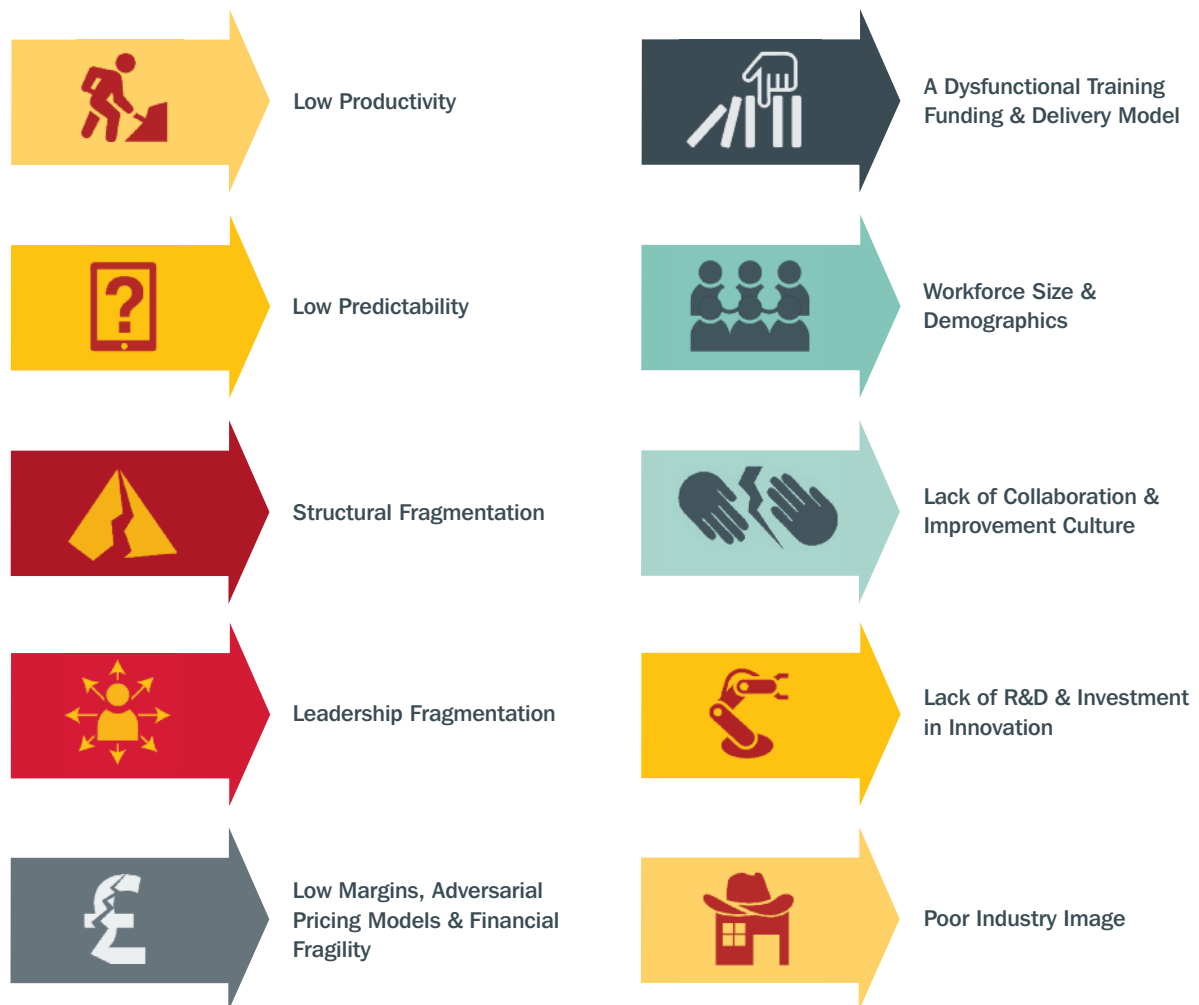 Low Productivity
Low Predictability
Structural Fragmentation
Leadership Fragmentation
Low Margins, Adversarial
Pricing Models & Financial
Fragility
A Dysfunctional Training
Funding & Delivery Model
Workforce Size &
Demographics
Lack of Collaboration &
Improvement Culture
Lack of R&D & Investment
in Innovation
Poor Industry Image